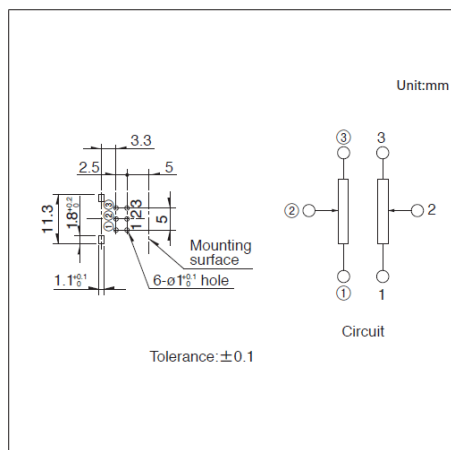 Unit:mm
3.3
2.5 5
③ 3
11.3
1.8 +0.2 0
① ② ③
1 2 3
5
② 2
Mounting
surface
1.1 +0.1 0
6-ø1 +0.1 0 hole
① 1
Circuit
Tolerance:±0.1